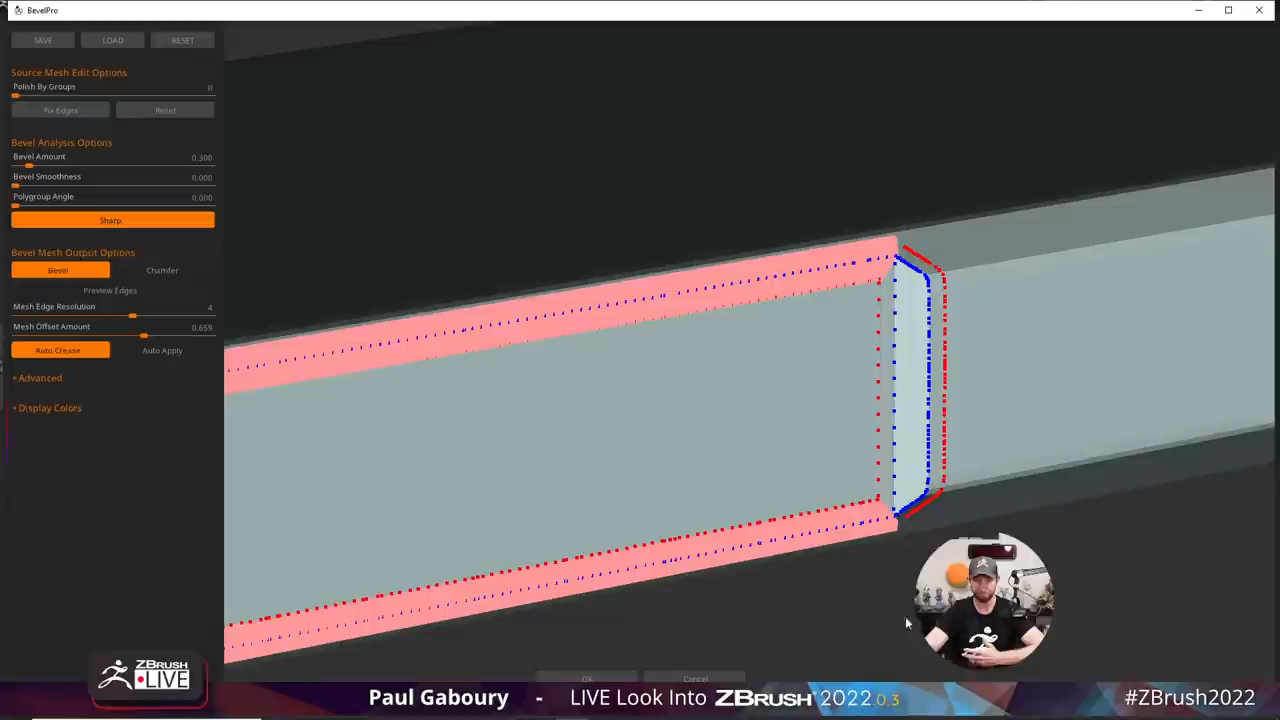 BevelPro
SAVE LOAD RESET
Source Mesh Edit Options
Polish By Groups 0
Fix Edges Reset
Bevel Analysis Options
Bevel Amount 0.300
Bevel Smoothness 0.000
Polygroup Angle 0.000
Sharp
Bevel Mesh Output Options
Bevel Chamfer
Preview Edges
Mesh Edge Resolution 4
Mesh Offset Amount 0.659
Auto Crease Auto Apply
+Advanced
+Display Colors
OK Cancel
ZBRUSH
LIVE
Paul Gaboury - LIVE Look Into ZBRUSH® 2022.0.3 #ZBrush2022